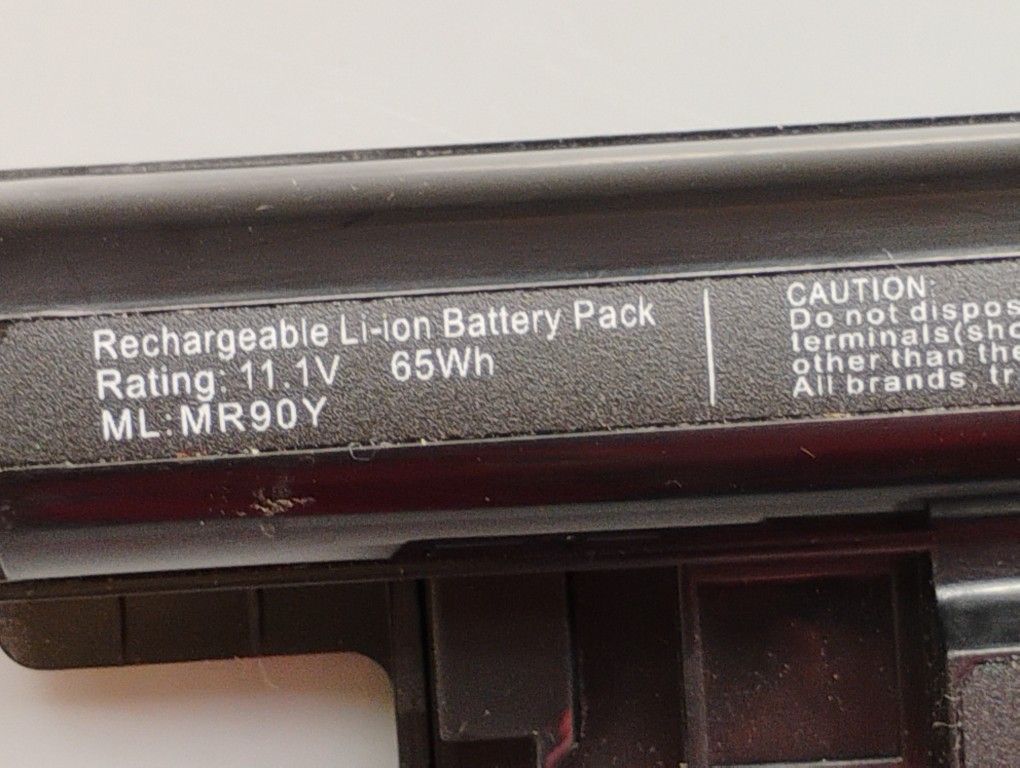 Rechargeable Li-ion Battery Pack
Rating: 11.1V 65Wh
ML:MR90Y
CAUTION:
Do not
terminals
other than the
All brands,